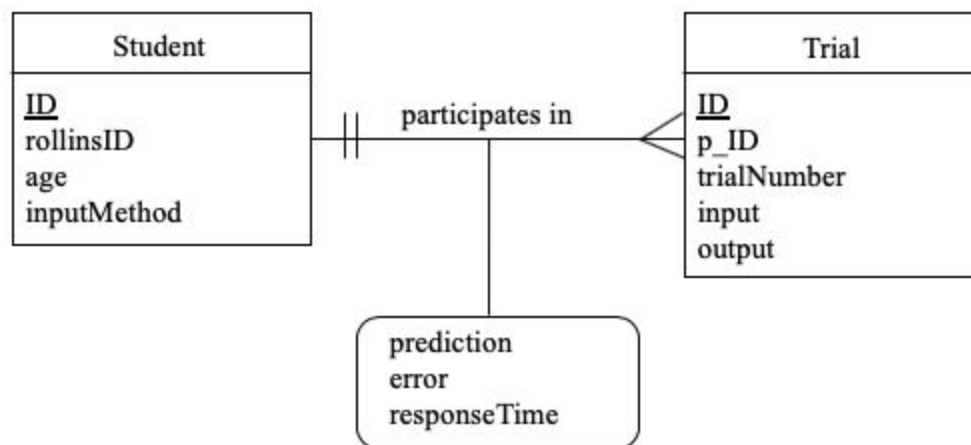 Student
ID
rollinsID
age
inputMethod
participates in
Trial
ID
p_ID
trialNumber
input
output
prediction
error
responseTime